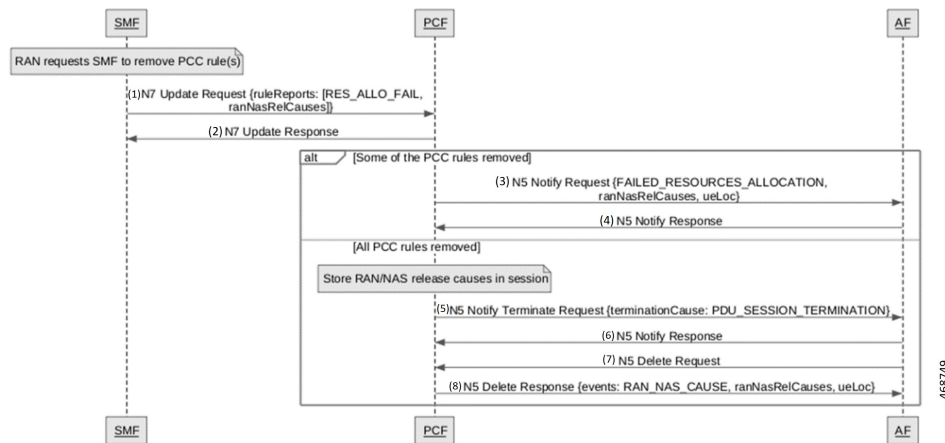 SMF PCF AF
RAN requests SMF to remove PCC rule(s)
(1)N7 Update Request {ruleReports: [RES_ALLO_FAIL,
ranNasRelCauses]}
(2) N7 Update Response
alt [Some of the PCC rules removed]
(3) N5 Notify Request {FAILED_RESOURCES_ALLOCATION,
ranNasRelCauses, ueLoc}
(4) N5 Notify Response
[All PCC rules removed]
Store RAN/NAS release causes in session
(5)N5 Notify Terminate Request {terminationCause: PDU_SESSION_TERMINATION}
(6) N5 Notify Response
(7) N5 Delete Request
(8) N5 Delete Response {events: RAN_NAS_CAUSE, ranNasRelCauses, ueLoc}
468749
SMF PCF AF